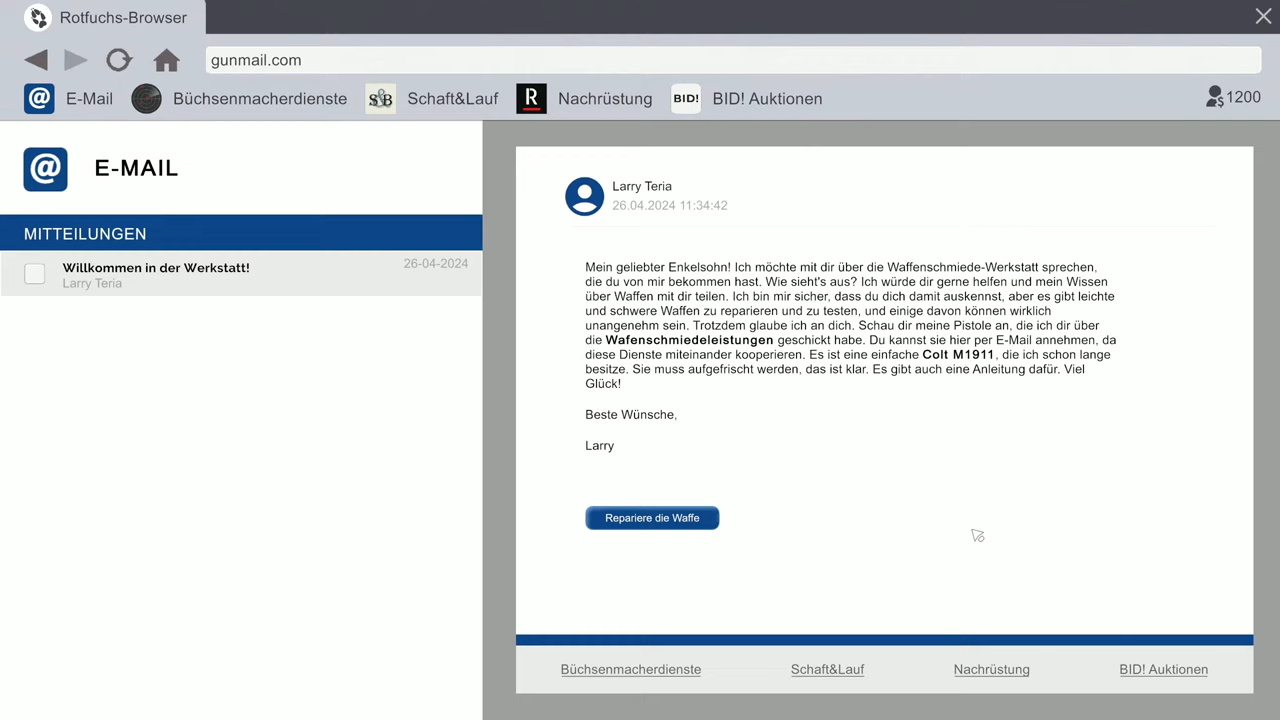 Rotfuchs-Browser
gunmail.com
@ E-Mail Büchsenmacherdienste S&B Schaft&Lauf R Nachrüstung BID! BID! Auktionen 1200
@ E-MAIL
MITTEILUNGEN
Willkommen in der Werkstatt! 26-04-2024
Larry Teria
Larry Teria
26.04.2024 11:34:42
Mein geliebter Enkelsohn! Ich möchte mit dir über die Waffenschmiede-Werkstatt sprechen,
die du von mir bekommen hast. Wie sieht's aus? Ich würde dir gerne helfen und mein Wissen
über Waffen mit dir teilen. Ich bin mir sicher, dass du dich damit auskennst, aber es gibt leichte
und schwere Waffen zu reparieren und zu testen, und einige davon können wirklich
unangenehm sein. Trotzdem glaube ich an dich. Schau dir meine Pistole an, die ich dir über
die Wafenschmiedeleistungen geschickt habe. Du kannst sie hier per E-Mail annehmen, da
diese Dienste miteinander kooperieren. Es ist eine einfache Colt M1911, die ich schon lange
besitze. Sie muss aufgefrischt werden, das ist klar. Es gibt auch eine Anleitung dafür. Viel
Glück!
Beste Wünsche,
Larry
Repariere die Waffe
Büchsenmacherdienste Schaft&Lauf Nachrüstung BID! Auktionen